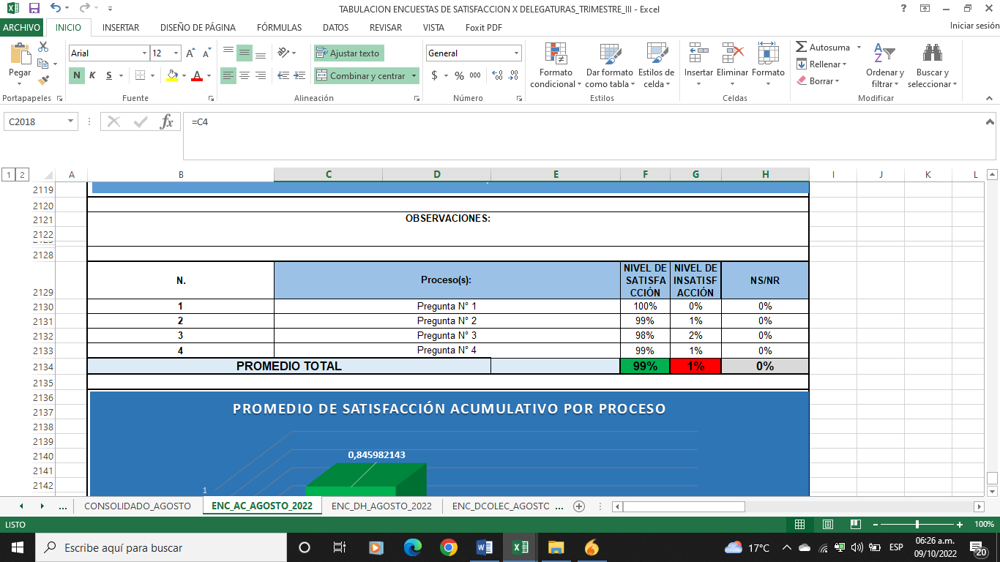 TABULACION ENCUESTAS DE SATISFACCION X DELEGATURAS_TRIMESTRE_III - Excel
ARCHIVO INICIO INSERTAR DISEÑO DE PÁGINA FÓRMULAS DATOS REVISAR VISTA Foxit PDF Iniciar sesión
Pegar
Arial 12
N K S
Ajustar texto
Combinar y centrar
General
$ % 000
Formato condicional
Dar formato como tabla
Estilos de celda
Insertar Eliminar Formato
Autosuma
Rellenar
Borrar
Ordenar y filtrar
Buscar y seleccionar
Portapapeles Fuente Alineación Número Estilos Celdas Modificar
C2018 fx =C4
1 2 A B C D E F G H I J K L
2119
2120
2121 OBSERVACIONES:
2122
2128
2129 N. Proceso(s): NIVEL DE SATISFACCIÓN NIVEL DE INSATISFACCIÓN NS/NR
2130 1 Pregunta N° 1 100% 0% 0%
2131 2 Pregunta N° 2 99% 1% 0%
2132 3 Pregunta N° 3 98% 2% 0%
2133 4 Pregunta N° 4 99% 1% 0%
2134 PROMEDIO TOTAL 99% 1% 0%
2135
2136
2137 PROMEDIO DE SATISFACCIÓN ACUMULATIVO POR PROCESO
2138
2139
2140 0,845982143
2141
2142 1
... CONSOLIDADO_AGOSTO ENC_AC_AGOSTO_2022 ENC_DH_AGOSTO_2022 ENC_DCOLEC_AGOSTO ...
LISTO 100%
Escribe aquí para buscar
17°C ESP
06:26 a.m.
09/10/2022
20